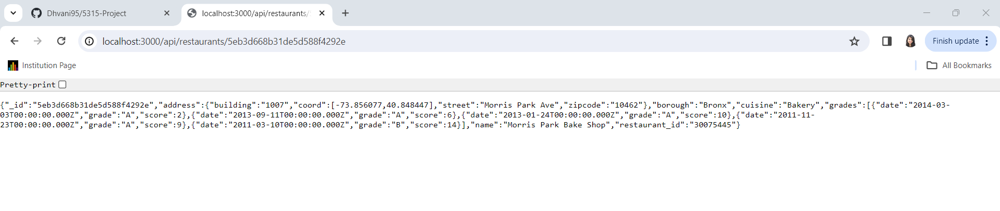 Dhvani95/5315-Project
localhost:3000/api/restaurants/
localhost:3000/api/restaurants/5eb3d668b31de5d588f4292e
Finish update
Institution Page
All Bookmarks
Pretty-print
{"_id":"5eb3d668b31de5d588f4292e","address":{"building":"1007","coord":[-73.856077,40.848447],"street":"Morris Park Ave","zipcode":"10462"},"borough":"Bronx","cuisine":"Bakery","grades":[{"date":"2014-03-
03T00:00:00.000Z","grade":"A","score":2},{"date":"2013-09-11T00:00:00.000Z","grade":"A","score":6},{"date":"2013-01-24T00:00:00.000Z","grade":"A","score":10},{"date":"2011-11-
23T00:00:00.000Z","grade":"A","score":9},{"date":"2011-03-10T00:00:00.000Z","grade":"B","score":14}],"name":"Morris Park Bake Shop","restaurant_id":"30075445"}